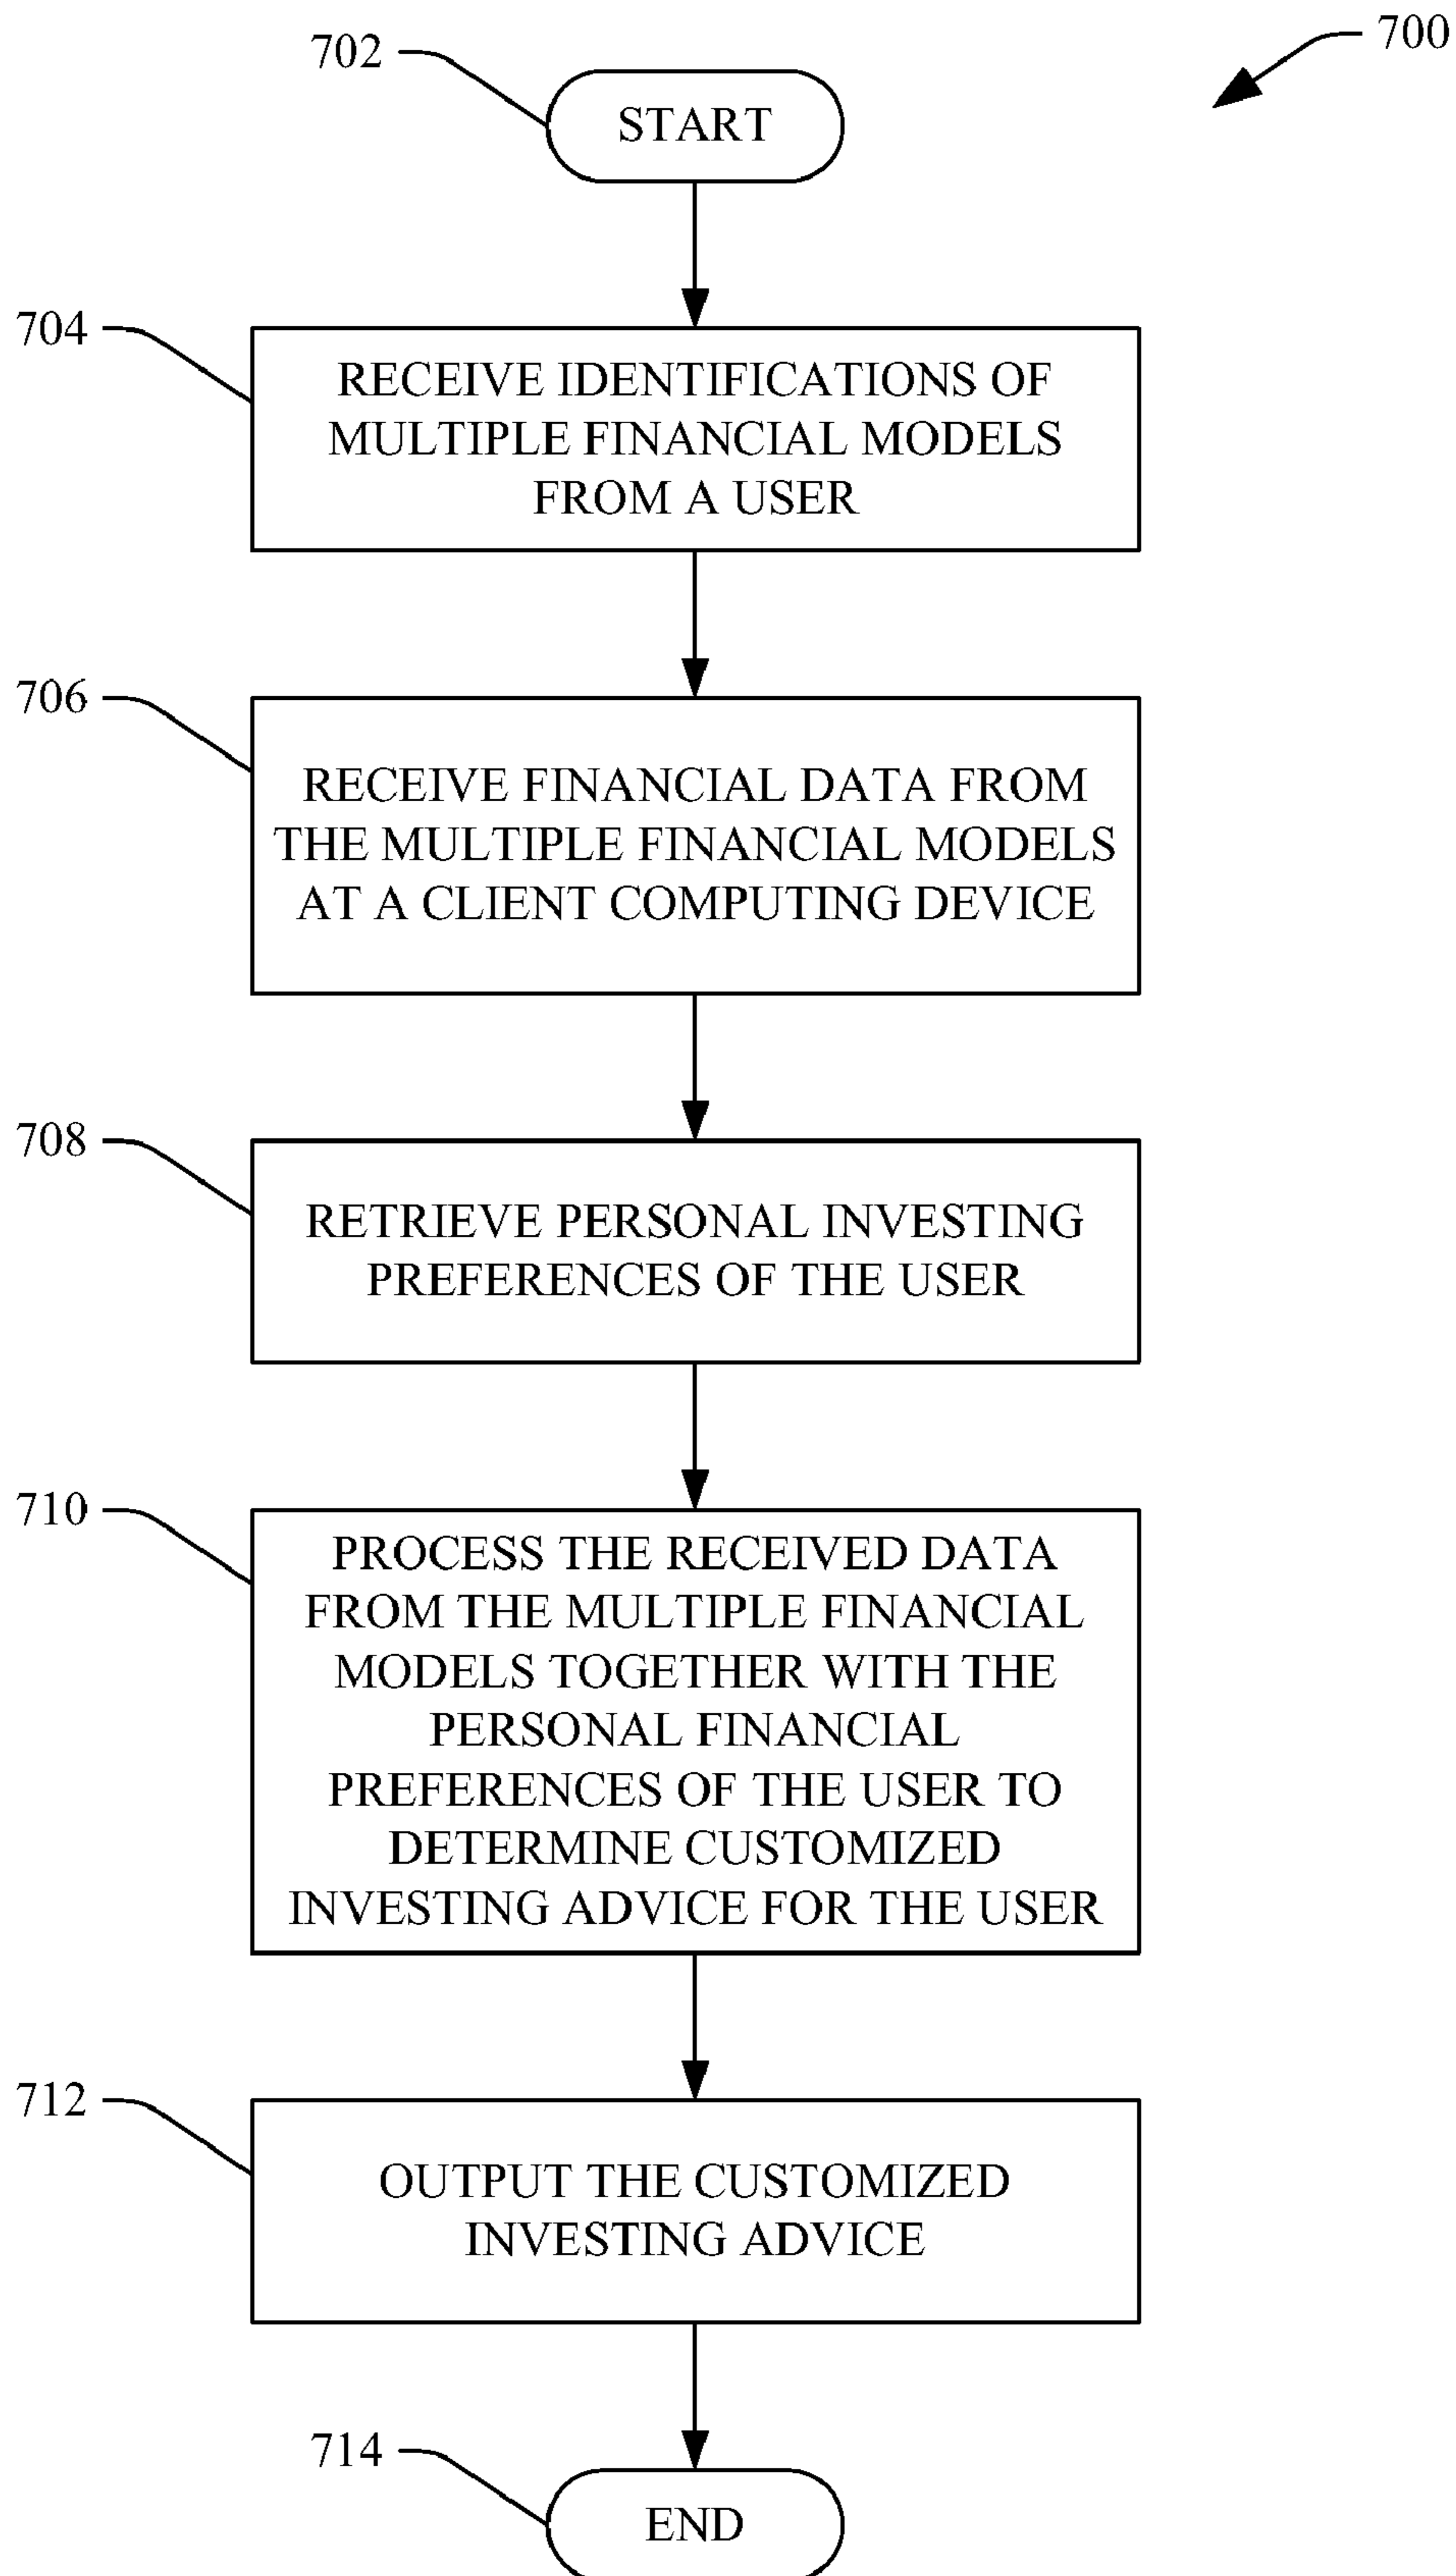 700
702
START
704
RECEIVE IDENTIFICATIONS OF
MULTIPLE FINANCIAL MODELS
FROM A USER
706
RECEIVE FINANCIAL DATA FROM
THE MULTIPLE FINANCIAL MODELS
AT A CLIENT COMPUTING DEVICE
708
RETRIEVE PERSONAL INVESTING
PREFERENCES OF THE USER
710
PROCESS THE RECEIVED DATA
FROM THE MULTIPLE FINANCIAL
MODELS TOGETHER WITH THE
PERSONAL FINANCIAL
PREFERENCES OF THE USER TO
DETERMINE CUSTOMIZED
INVESTING ADVICE FOR THE USER
712
OUTPUT THE CUSTOMIZED
INVESTING ADVICE
714
END